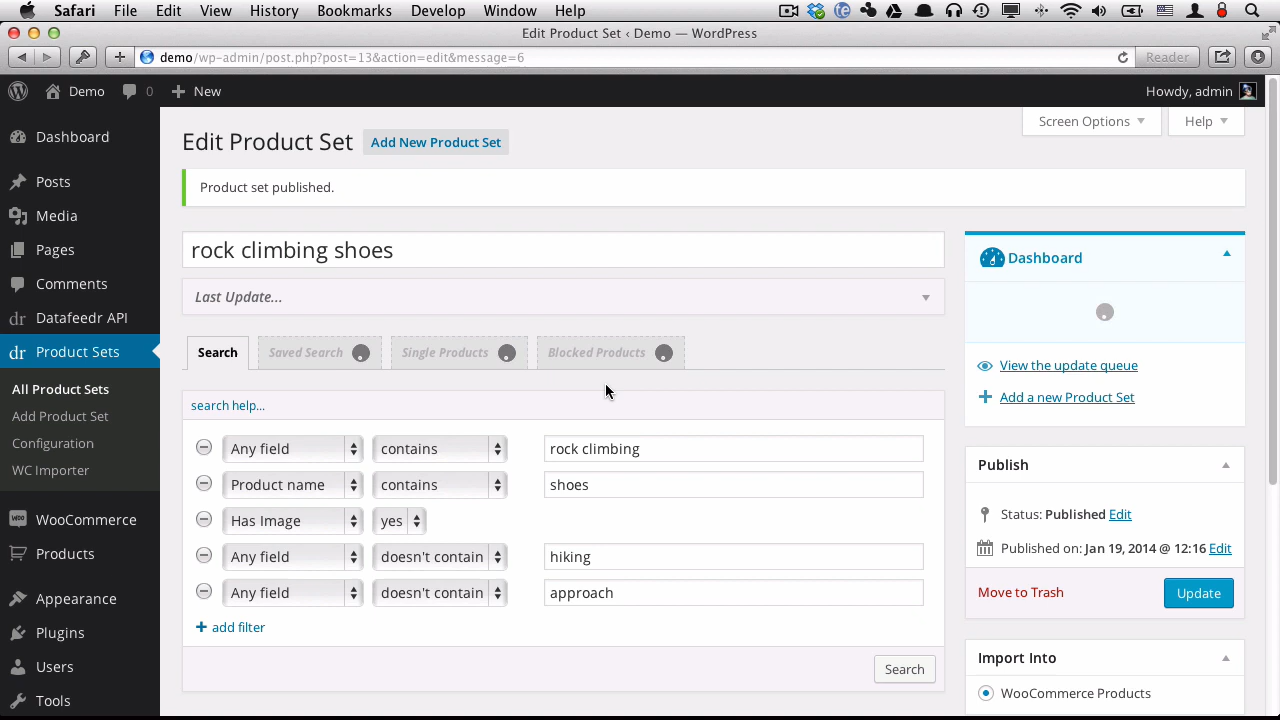 Safari File Edit View History Bookmarks Develop Window Help
Edit Product Set ‹ Demo — WordPress
demo/wp-admin/post.php?post=13&action=edit&message=6
Reader
Demo 0 New
Howdy, admin
Dashboard
Posts
Media
Pages
Comments
Datafeedr API
dr Product Sets
All Product Sets
Add Product Set
Configuration
WC Importer
WooCommerce
Products
Appearance
Plugins
Users
Tools
Screen Options
Help
Edit Product Set
Add New Product Set
Product set published.
rock climbing shoes
Last Update...
Search
Saved Search
Single Products
Blocked Products
search help...
Any field contains rock climbing
Product name contains shoes
Has Image yes
Any field doesn't contain hiking
Any field doesn't contain approach
add filter
Search
Dashboard
View the update queue
Add a new Product Set
Publish
Status: Published Edit
Published on: Jan 19, 2014 @ 12:16 Edit
Move to Trash
Update
Import Into
WooCommerce Products